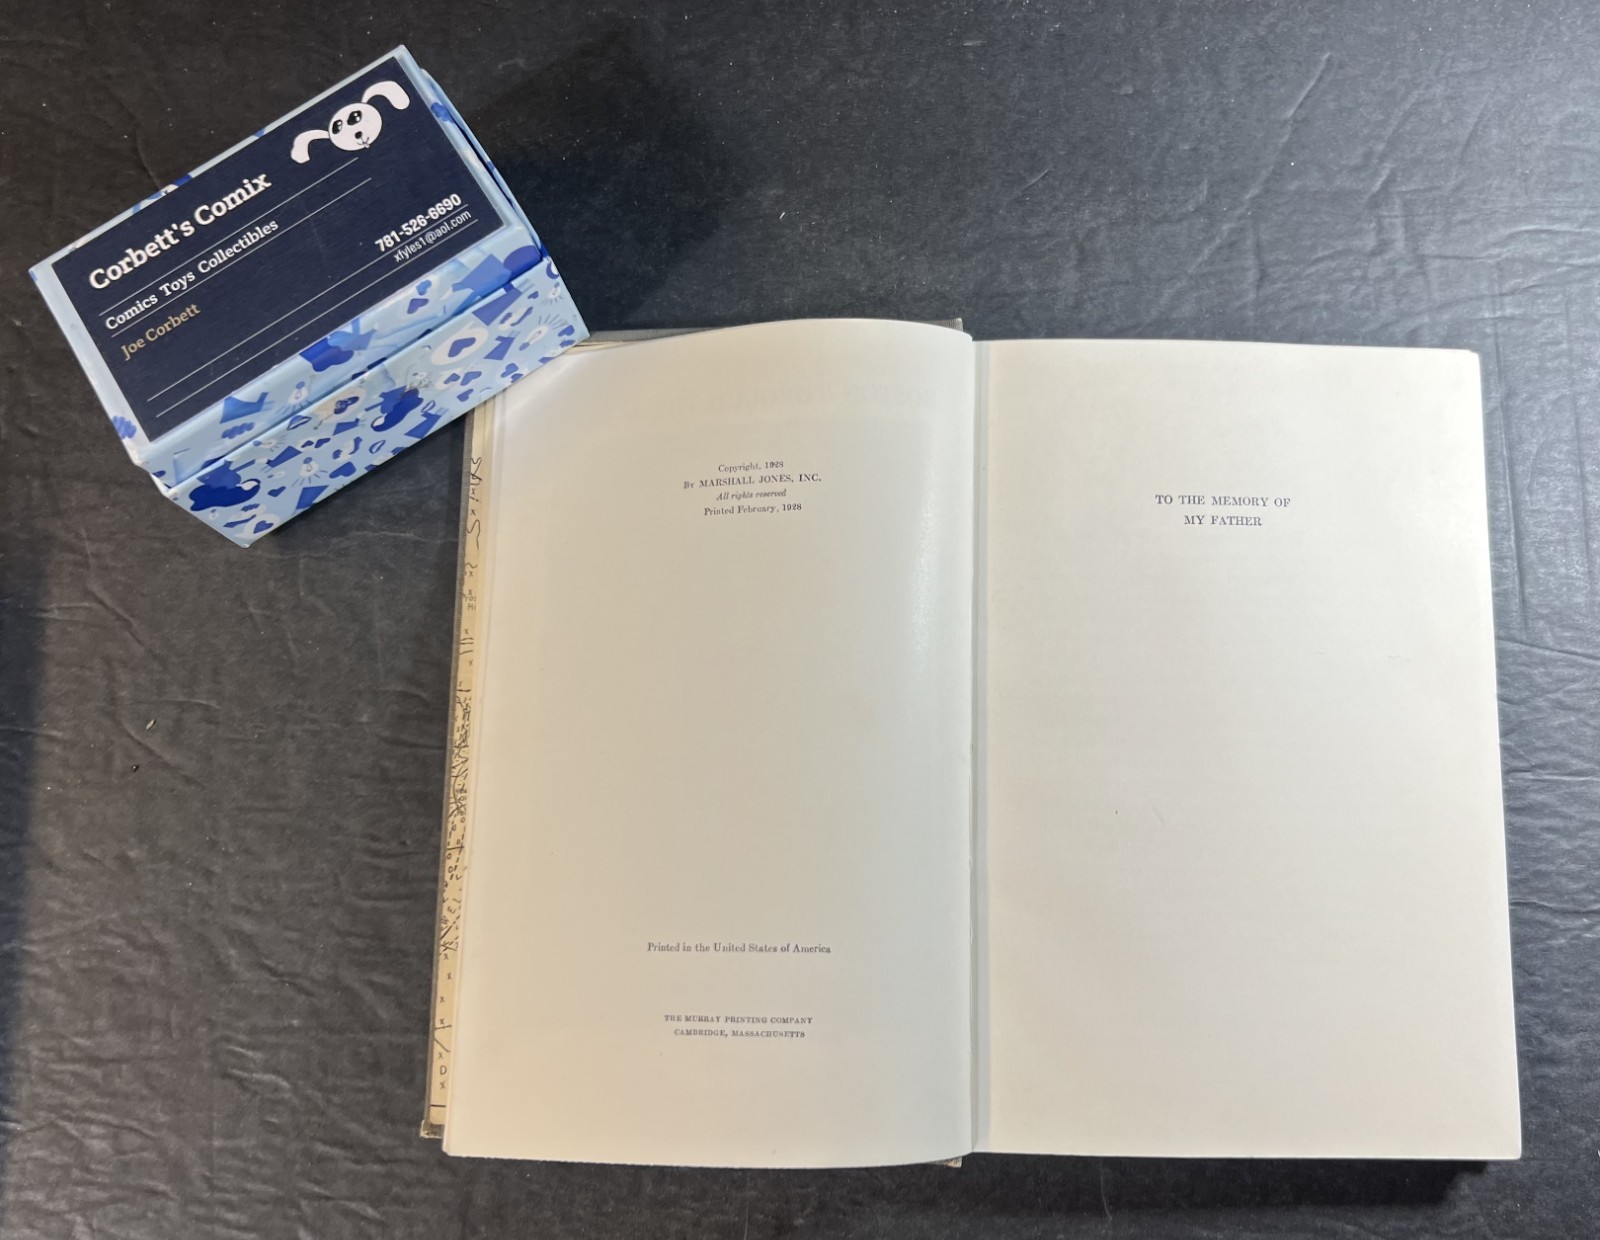 Corbett's Comix
Comics Toys Collectibles
Joe Corbett
781-526-6690
xfyles1@aol.com
Copyright, 1928
By MARSHALL JONES, INC.
All rights reserved
Printed February, 1928
Printed in the United States of America
THE MURRAY PRINTING COMPANY
CAMBRIDGE, MASSACHUSETTS
TO THE MEMORY OF
MY FATHER